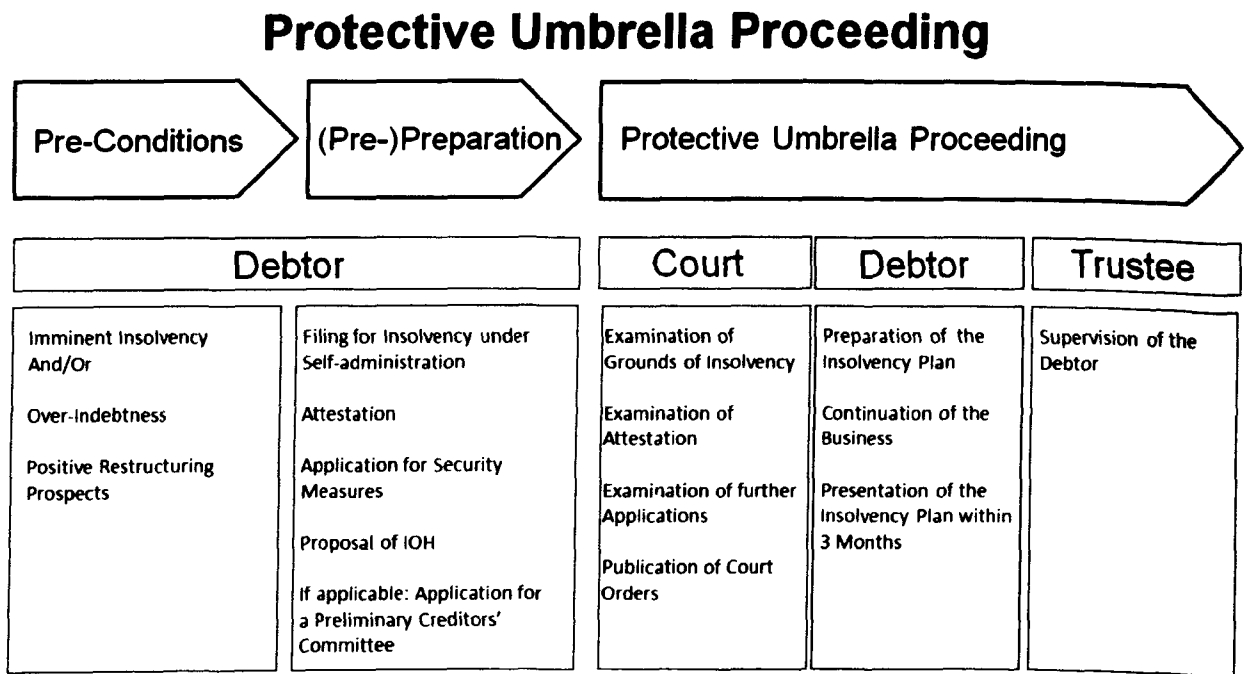 Protective Umbrella Proceeding
Pre-Conditions
(Pre-)Preparation
Protective Umbrella Proceeding
Debtor
Court
Debtor
Trustee
Imminent Insolvency
And/Or
Over-Indebtness
Positive Restructuring
Prospects
Filing for Insolvency under
Self-administration
Attestation
Application for Security
Measures
Proposal of IOH
If applicable: Application for
a Preliminary Creditors'
Committee
Examination of
Grounds of Insolvency
Examination of
Attestation
Examination of further
Applications
Publication of Court
Orders
Preparation of the
Insolvency Plan
Continuation of the
Business
Presentation of the
Insolvency Plan within
3 Months
Supervision of the
Debtor